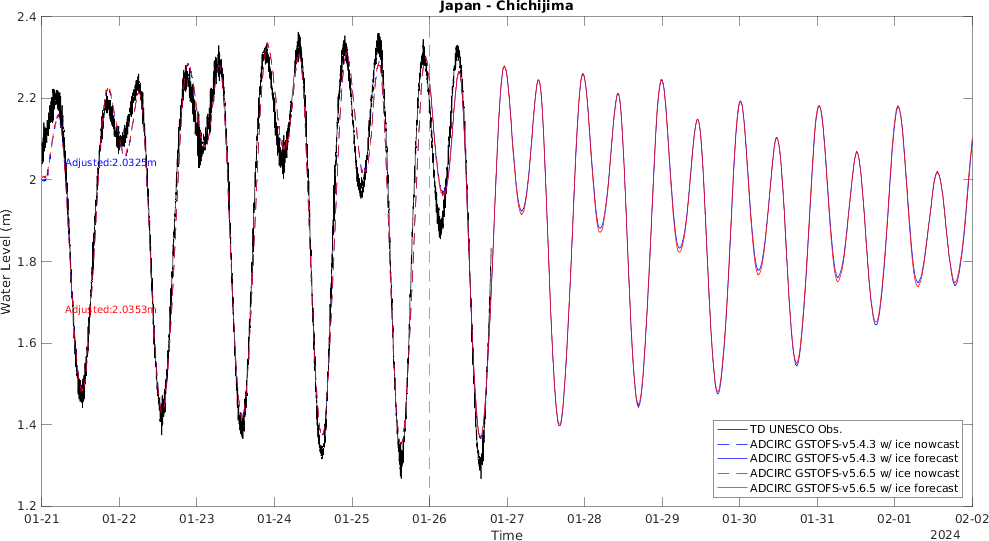 Japan - Chichijima
2.4
2.2
2
1.8
1.6
1.4
1.2
Water Level (m)
Adjusted:2.0325m
Adjusted:2.0353m
TD UNESCO Obs.
ADCIRC GSTOFS-v5.4.3 w/ ice nowcast
ADCIRC GSTOFS-v5.4.3 w/ ice forecast
ADCIRC GSTOFS-v5.6.5 w/ ice nowcast
ADCIRC GSTOFS-v5.6.5 w/ ice forecast
01-21 01-22 01-23 01-24 01-25 01-26 01-27 01-28 01-29 01-30 01-31 02-01 02-02
Time
2024